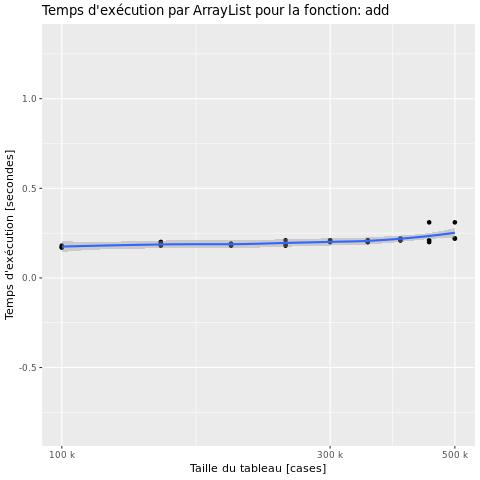 Temps d'exécution par ArrayList pour la fonction: add
Temps d'exécution [secondes]
1.0
0.5
0.0
-0.5
100 k
300 k
500 k
Taille du tableau [cases]